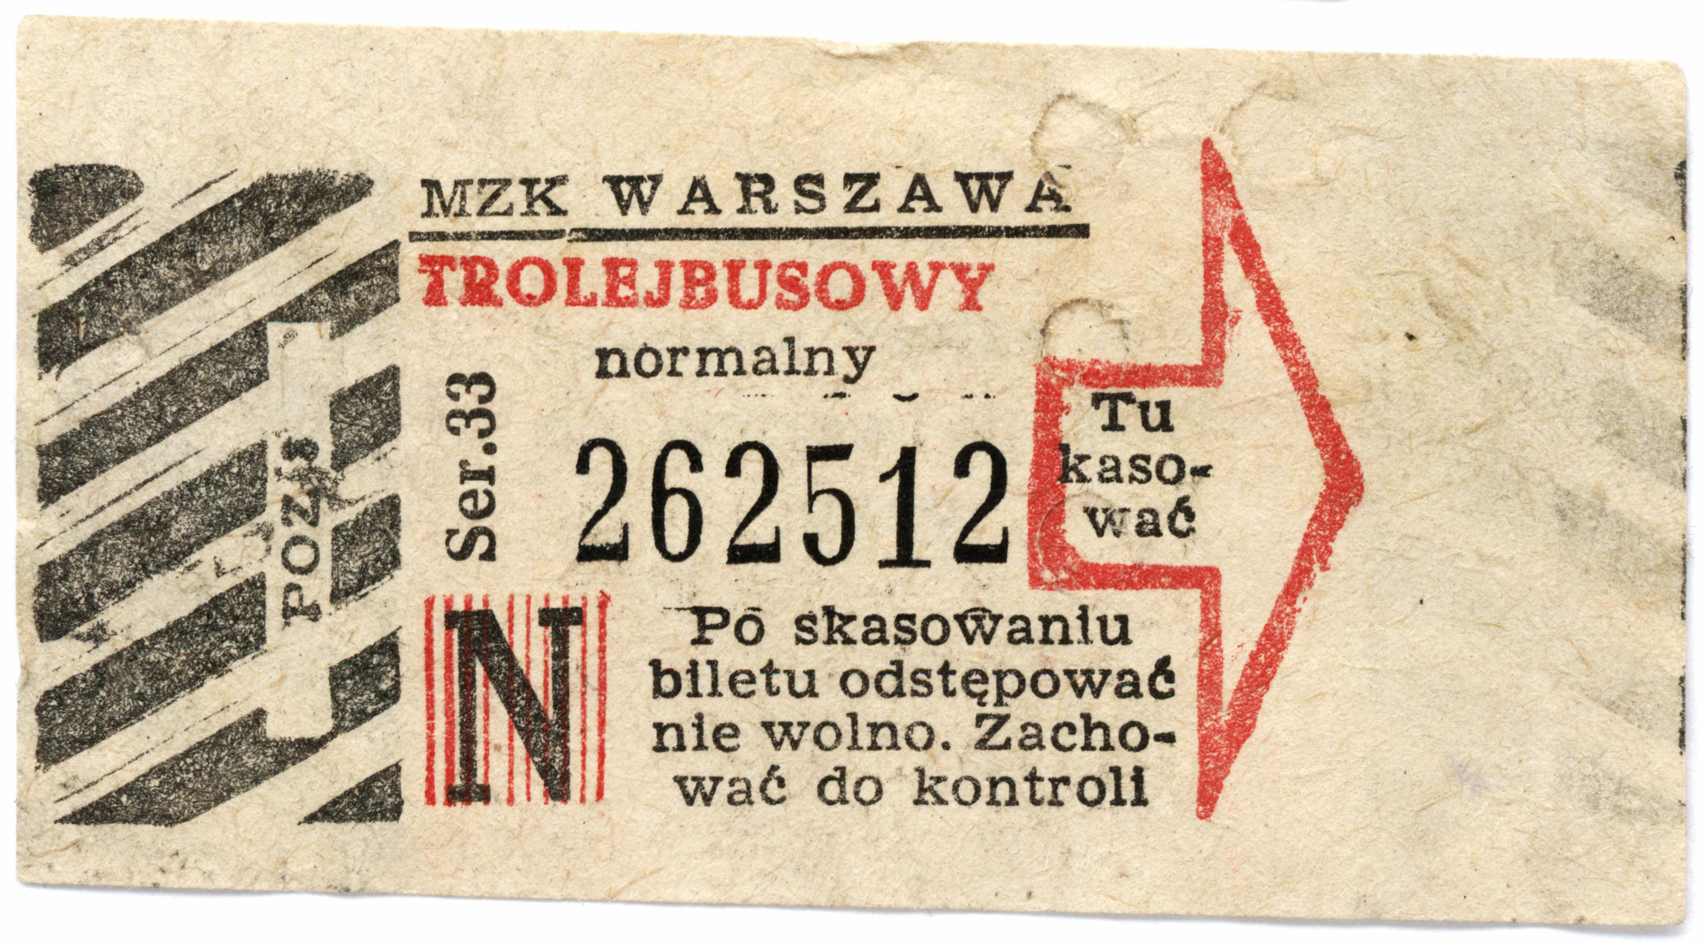 MZK WARSZAWA
TROLEJBUSOWY
normalny
Ser.33
262512
Tu
kaso-
wać
N
Po skasowaniu
biletu odstępować
nie wolno. Zacho-
wać do kontroli